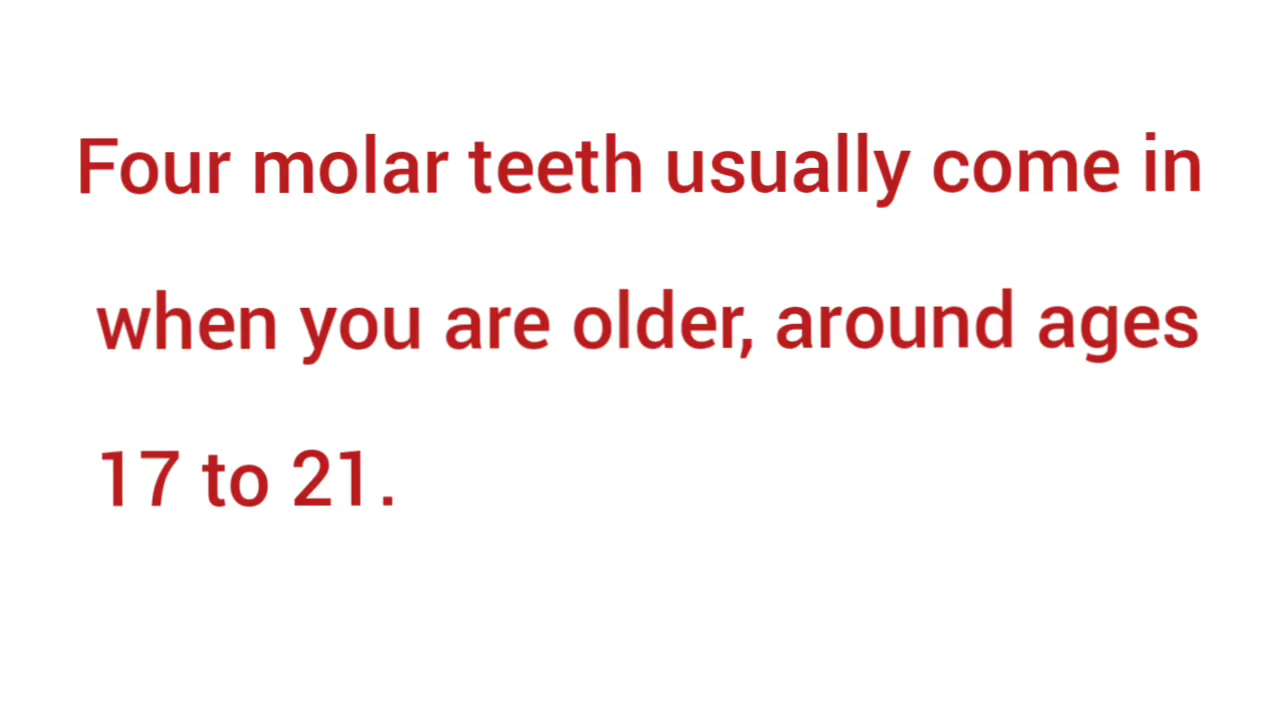 Four molar teeth usually come in
when you are older, around ages
17 to 21.